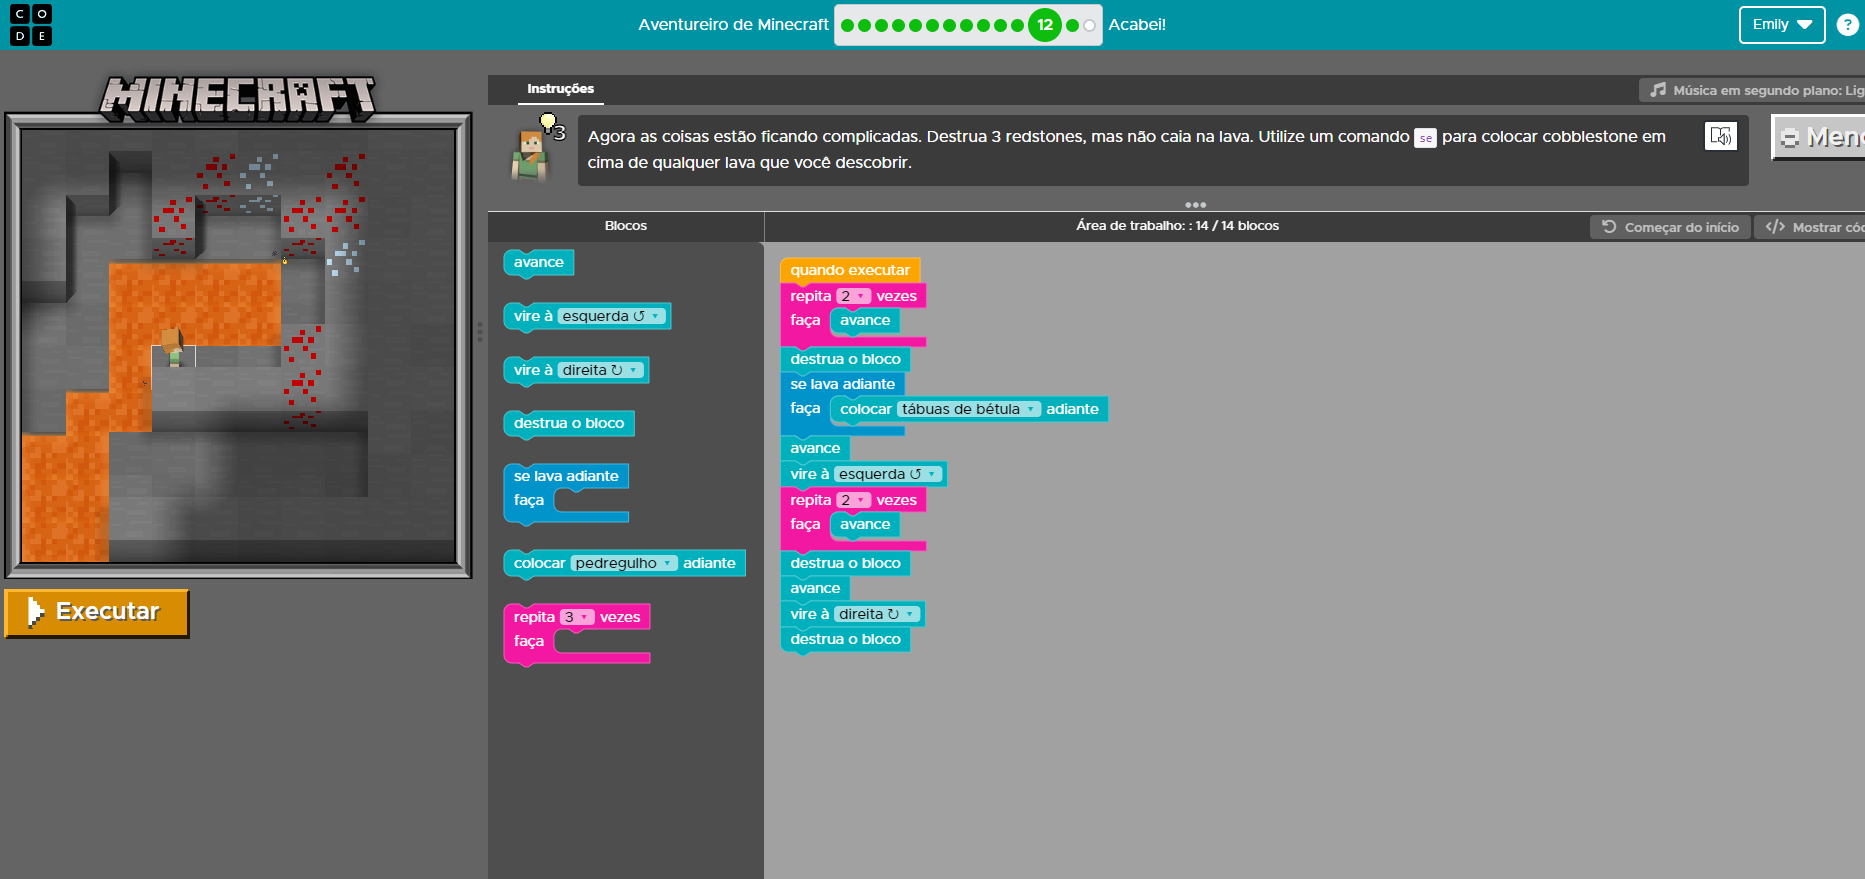 CO
DE
Aventureiro de Minecraft
12
Acabei!
Emily
?
MINECRAFT
Instruções
Música em segundo plano: Lig
3
Agora as coisas estão ficando complicadas. Destrua 3 redstones, mas não caia na lava. Utilize um comando se para colocar cobblestone em
cima de qualquer lava que você descobrir.
Meno
Blocos
Área de trabalho: : 14 / 14 blocos
Começar do início
</> Mostrar cód
avance
vire à esquerda ↺
vire à direita ↻
destrua o bloco
se lava adiante
faça
colocar pedregulho adiante
repita 3 vezes
faça
quando executar
repita 2 vezes
faça avance
destrua o bloco
se lava adiante
faça colocar tábuas de bétula adiante
avance
vire à esquerda ↺
repita 2 vezes
faça avance
destrua o bloco
avance
vire à direita ↻
destrua o bloco
Executar